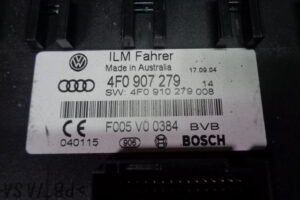 ILM Fahrer
Made in Australia
17.09.04
4F0 907 279
14
SW: 4F0 910 279 008
F005 V0 0384 BVB
040115
BOSCH